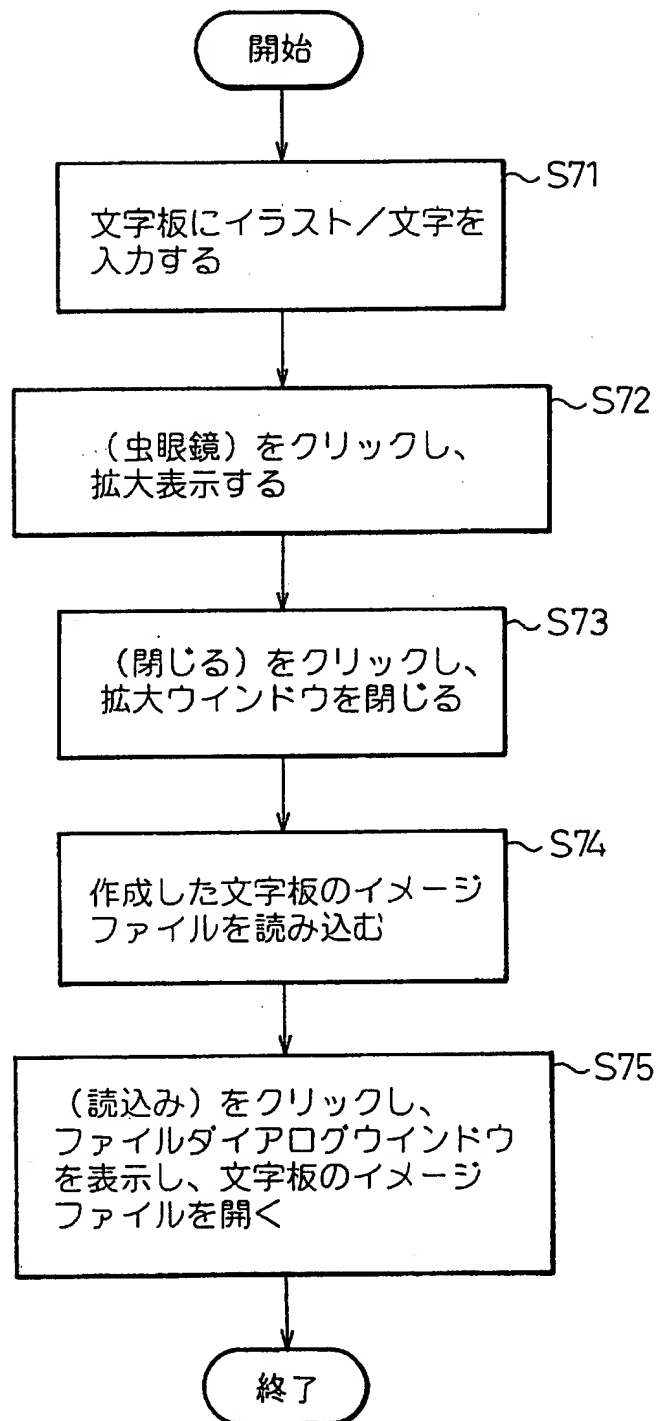 開始
S71
文字板にイラスト／文字を
入力する
S72
（虫眼鏡）をクリックし、
拡大表示する
S73
（閉じる）をクリックし、
拡大ウインドウを閉じる
S74
作成した文字板のイメージ
ファイルを読み込む
S75
（読込み）をクリックし、
ファイルダイアログウインドウ
を表示し、文字板のイメージ
ファイルを開く
終了